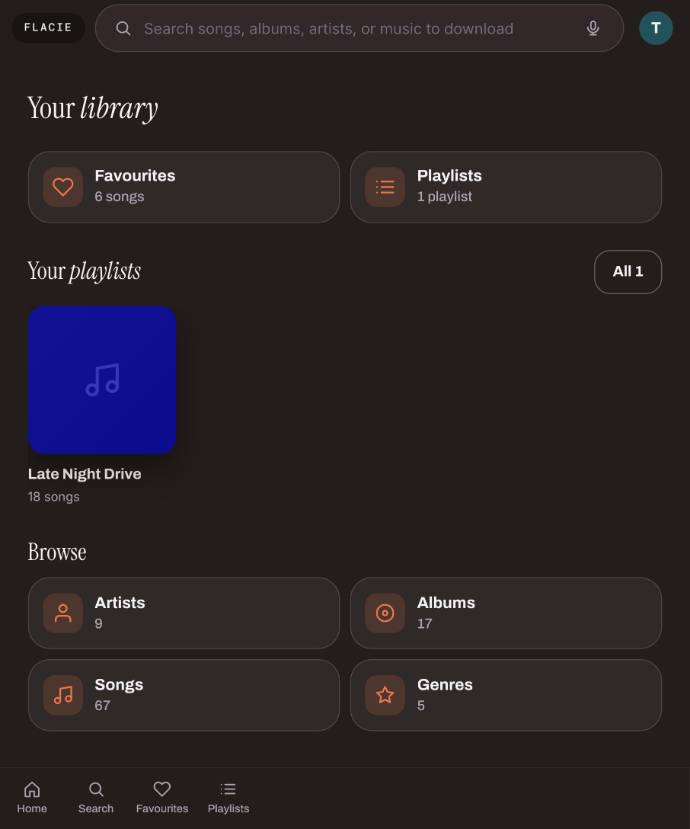 FLACIE
Search songs, albums, artists, or music to download
T
Your library
Favourites
6 songs
Playlists
1 playlist
Your playlists
All 1
Late Night Drive
18 songs
Browse
Artists
9
Albums
17
Songs
67
Genres
5
Home
Search
Favourites
Playlists